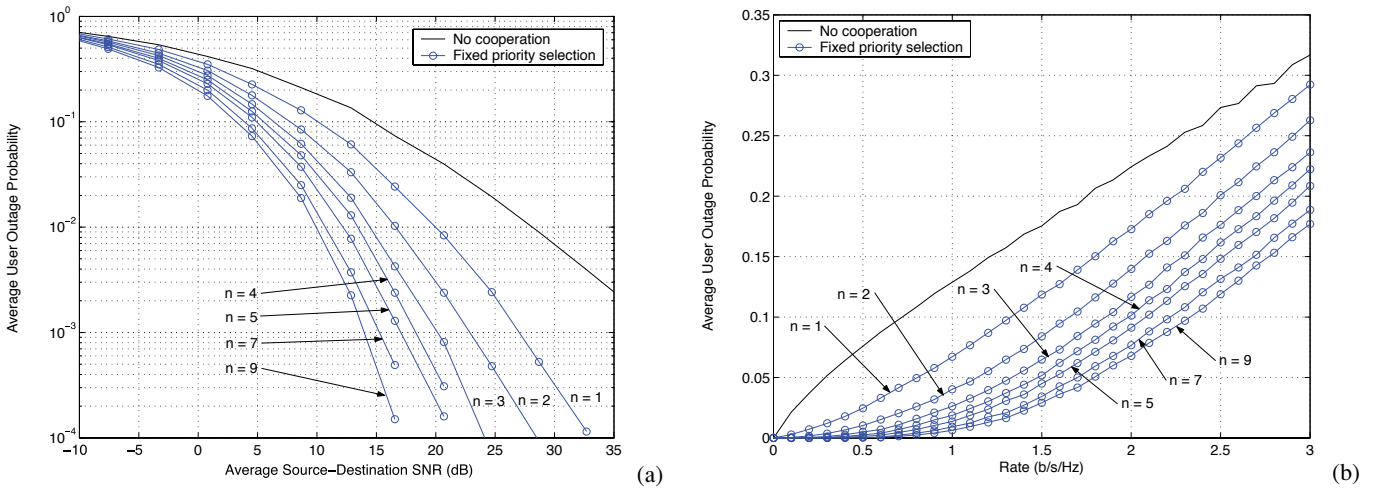 10^0
10^-1
10^-2
10^-3
10^-4
Average User Outage Probability
No cooperation
Fixed priority selection
n = 4
n = 5
n = 7
n = 9
n = 3
n = 2
n = 1
−10 −5 0 5 10 15 20 25 30 35
Average Source−Destination SNR (dB)
(a)
0.35
0.3
0.25
0.2
0.15
0.1
0.05
0
Average User Outage Probability
No cooperation
Fixed priority selection
n = 1
n = 2
n = 3
n = 4
n = 5
n = 7
n = 9
0 0.5 1 1.5 2 2.5 3
Rate (b/s/Hz)
(b)